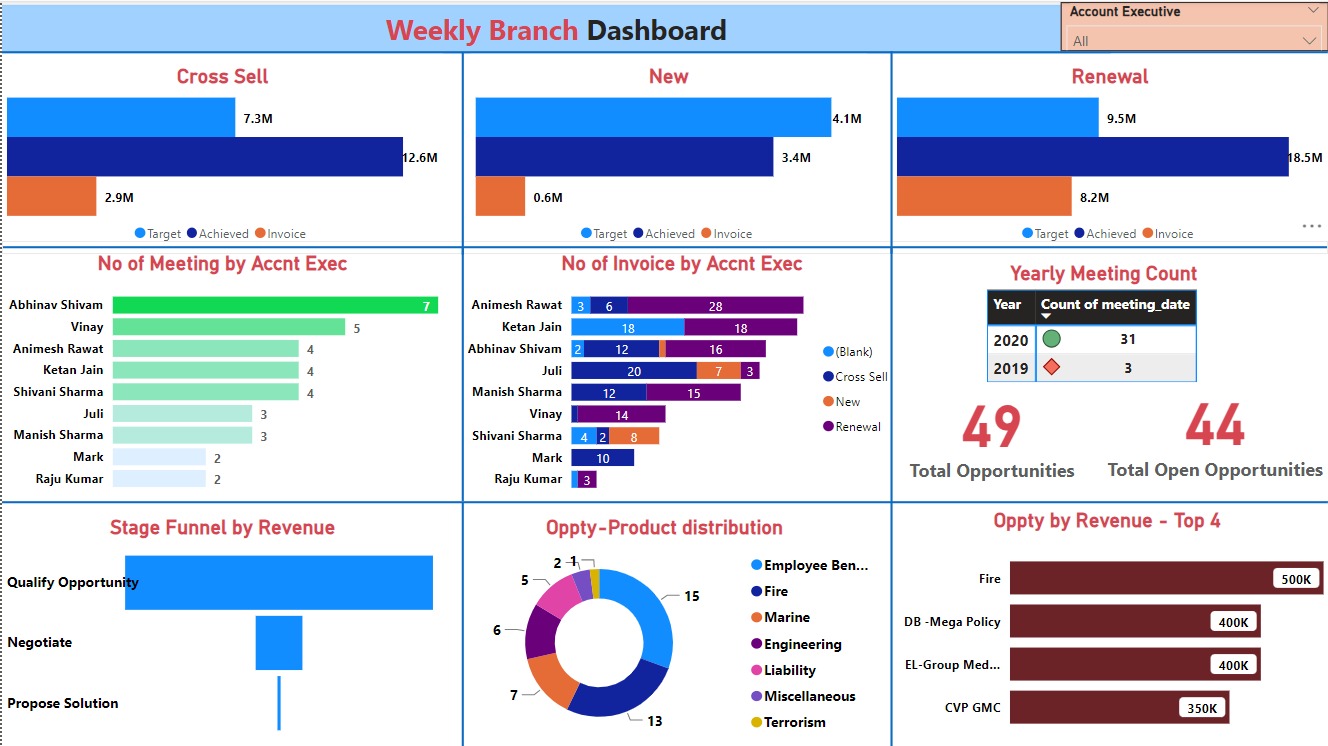 Weekly Branch Dashboard
Account Executive
All
Cross Sell
7.3M
12.6M
2.9M
Target Achieved Invoice
New
4.1M
3.4M
0.6M
Target Achieved Invoice
Renewal
9.5M
18.5M
8.2M
Target Achieved Invoice
No of Meeting by Accnt Exec
Abhinav Shivam 7
Vinay 5
Animesh Rawat 4
Ketan Jain 4
Shivani Sharma 4
Juli 3
Manish Sharma 3
Mark 2
Raju Kumar 2
No of Invoice by Accnt Exec
Animesh Rawat 3 6 28
Ketan Jain 18 18
Abhinav Shivam 2 12 16
Juli 20 7 3
Manish Sharma 12 15
Vinay 14
Shivani Sharma 4 2 8
Mark 10
Raju Kumar 3
(Blank)
Cross Sell
New
Renewal
Yearly Meeting Count
Year Count of meeting_date
2020 31
2019 3
49
Total Opportunities
44
Total Open Opportunities
Stage Funnel by Revenue
Qualify Opportunity
Negotiate
Propose Solution
Oppty-Product distribution
15
13
7
6
5
2
1
Employee Ben...
Fire
Marine
Engineering
Liability
Miscellaneous
Terrorism
Oppty by Revenue - Top 4
Fire 500K
DB -Mega Policy 400K
EL-Group Med... 400K
CVP GMC 350K